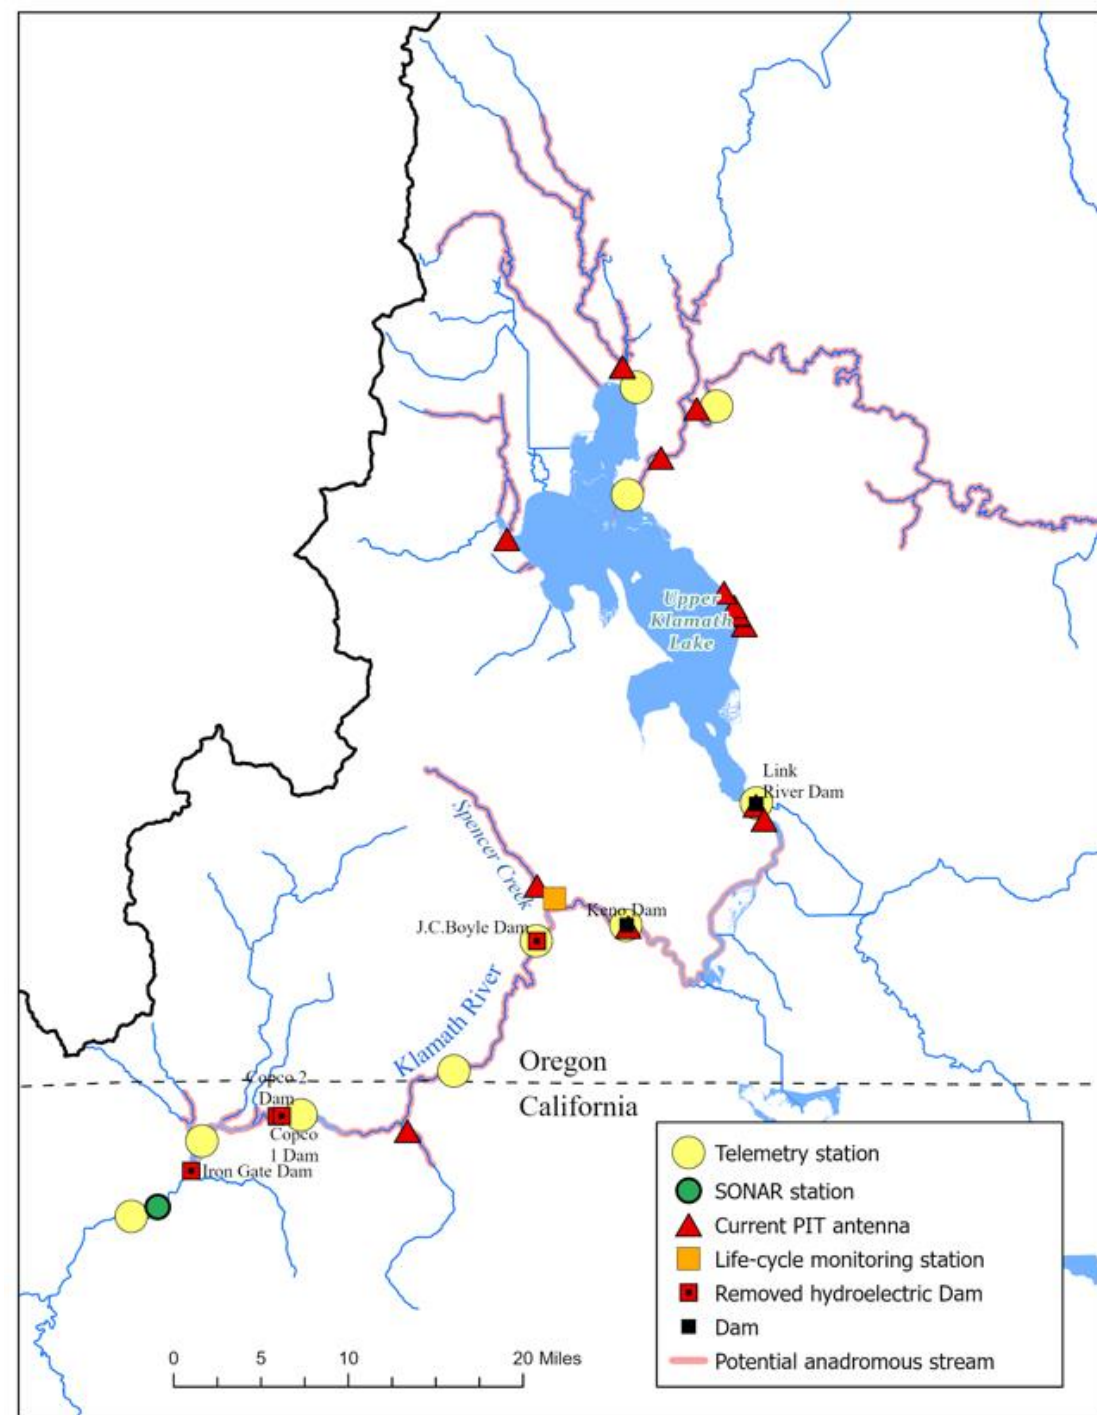 Upper
Klamath
Lake
Link
River Dam
Spencer Creek
Keno Dam
J.C.Boyle Dam
Klamath River
Oregon
California
Copco 2
Dam
Copco
1 Dam
Iron Gate Dam
Telemetry station
SONAR station
Current PIT antenna
Life-cycle monitoring station
Removed hydroelectric Dam
Dam
Potential anadromous stream
0 5 10 20 Miles